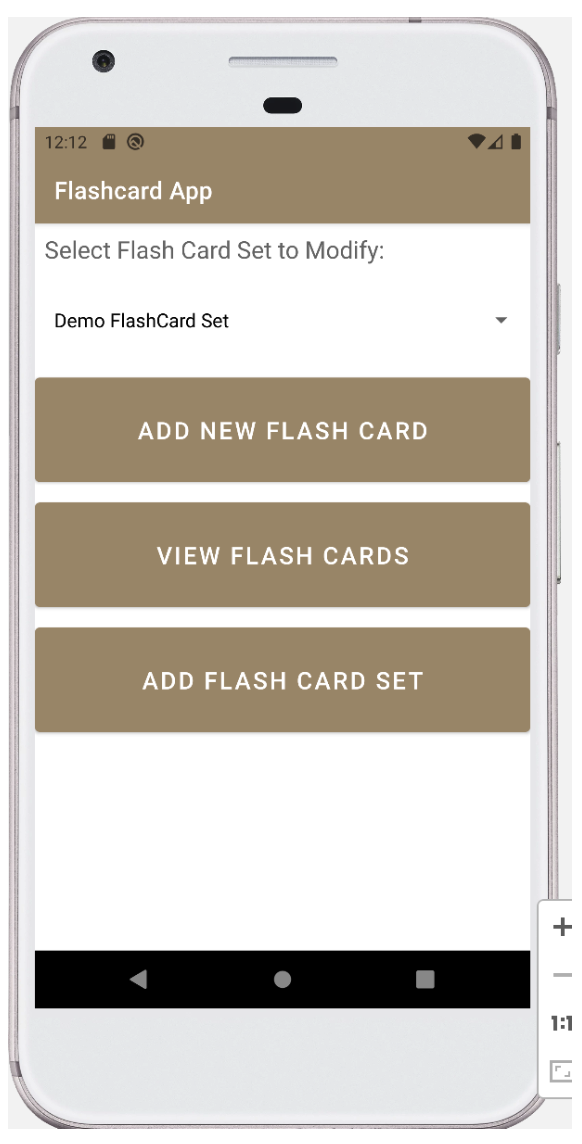 12:12
Flashcard App
Select Flash Card Set to Modify:
Demo FlashCard Set
ADD NEW FLASH CARD
VIEW FLASH CARDS
ADD FLASH CARD SET
1:1